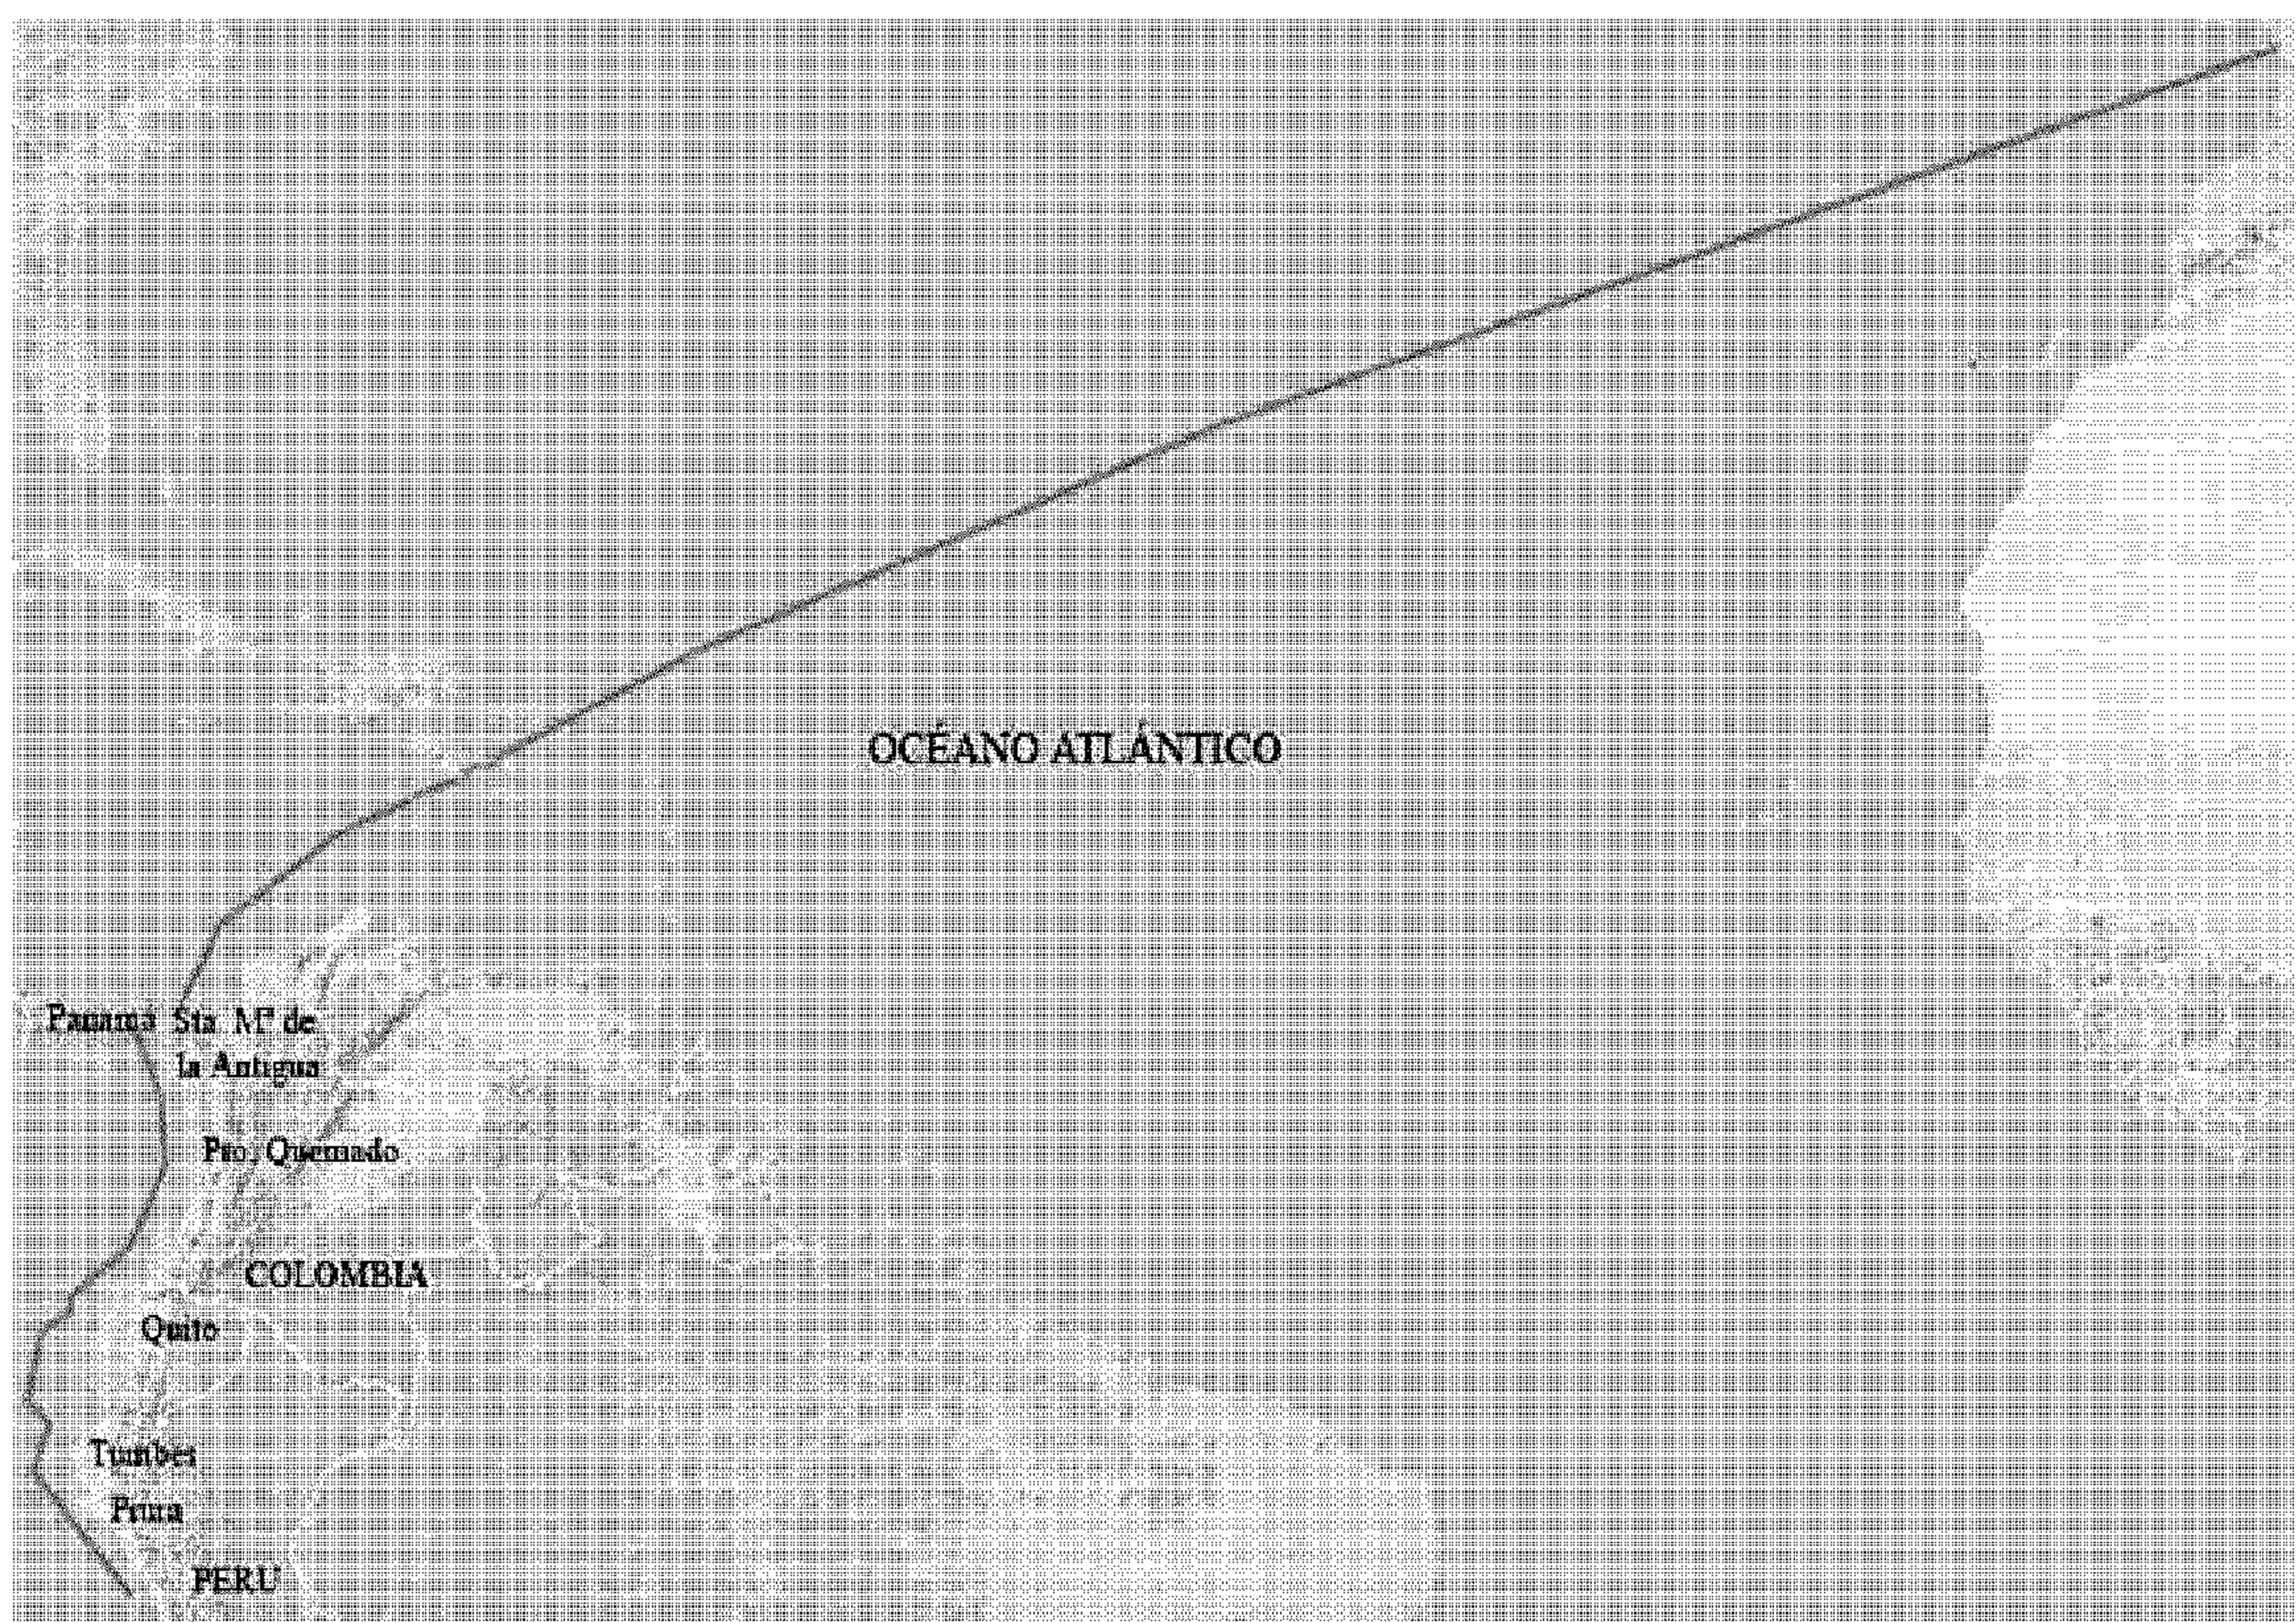 OCÉANO ATLÁNTICO
Panamá
Sta. Mª de
la Antigua
Pto. Quemado
COLOMBIA
Quito
Tumbes
Piura
PERU